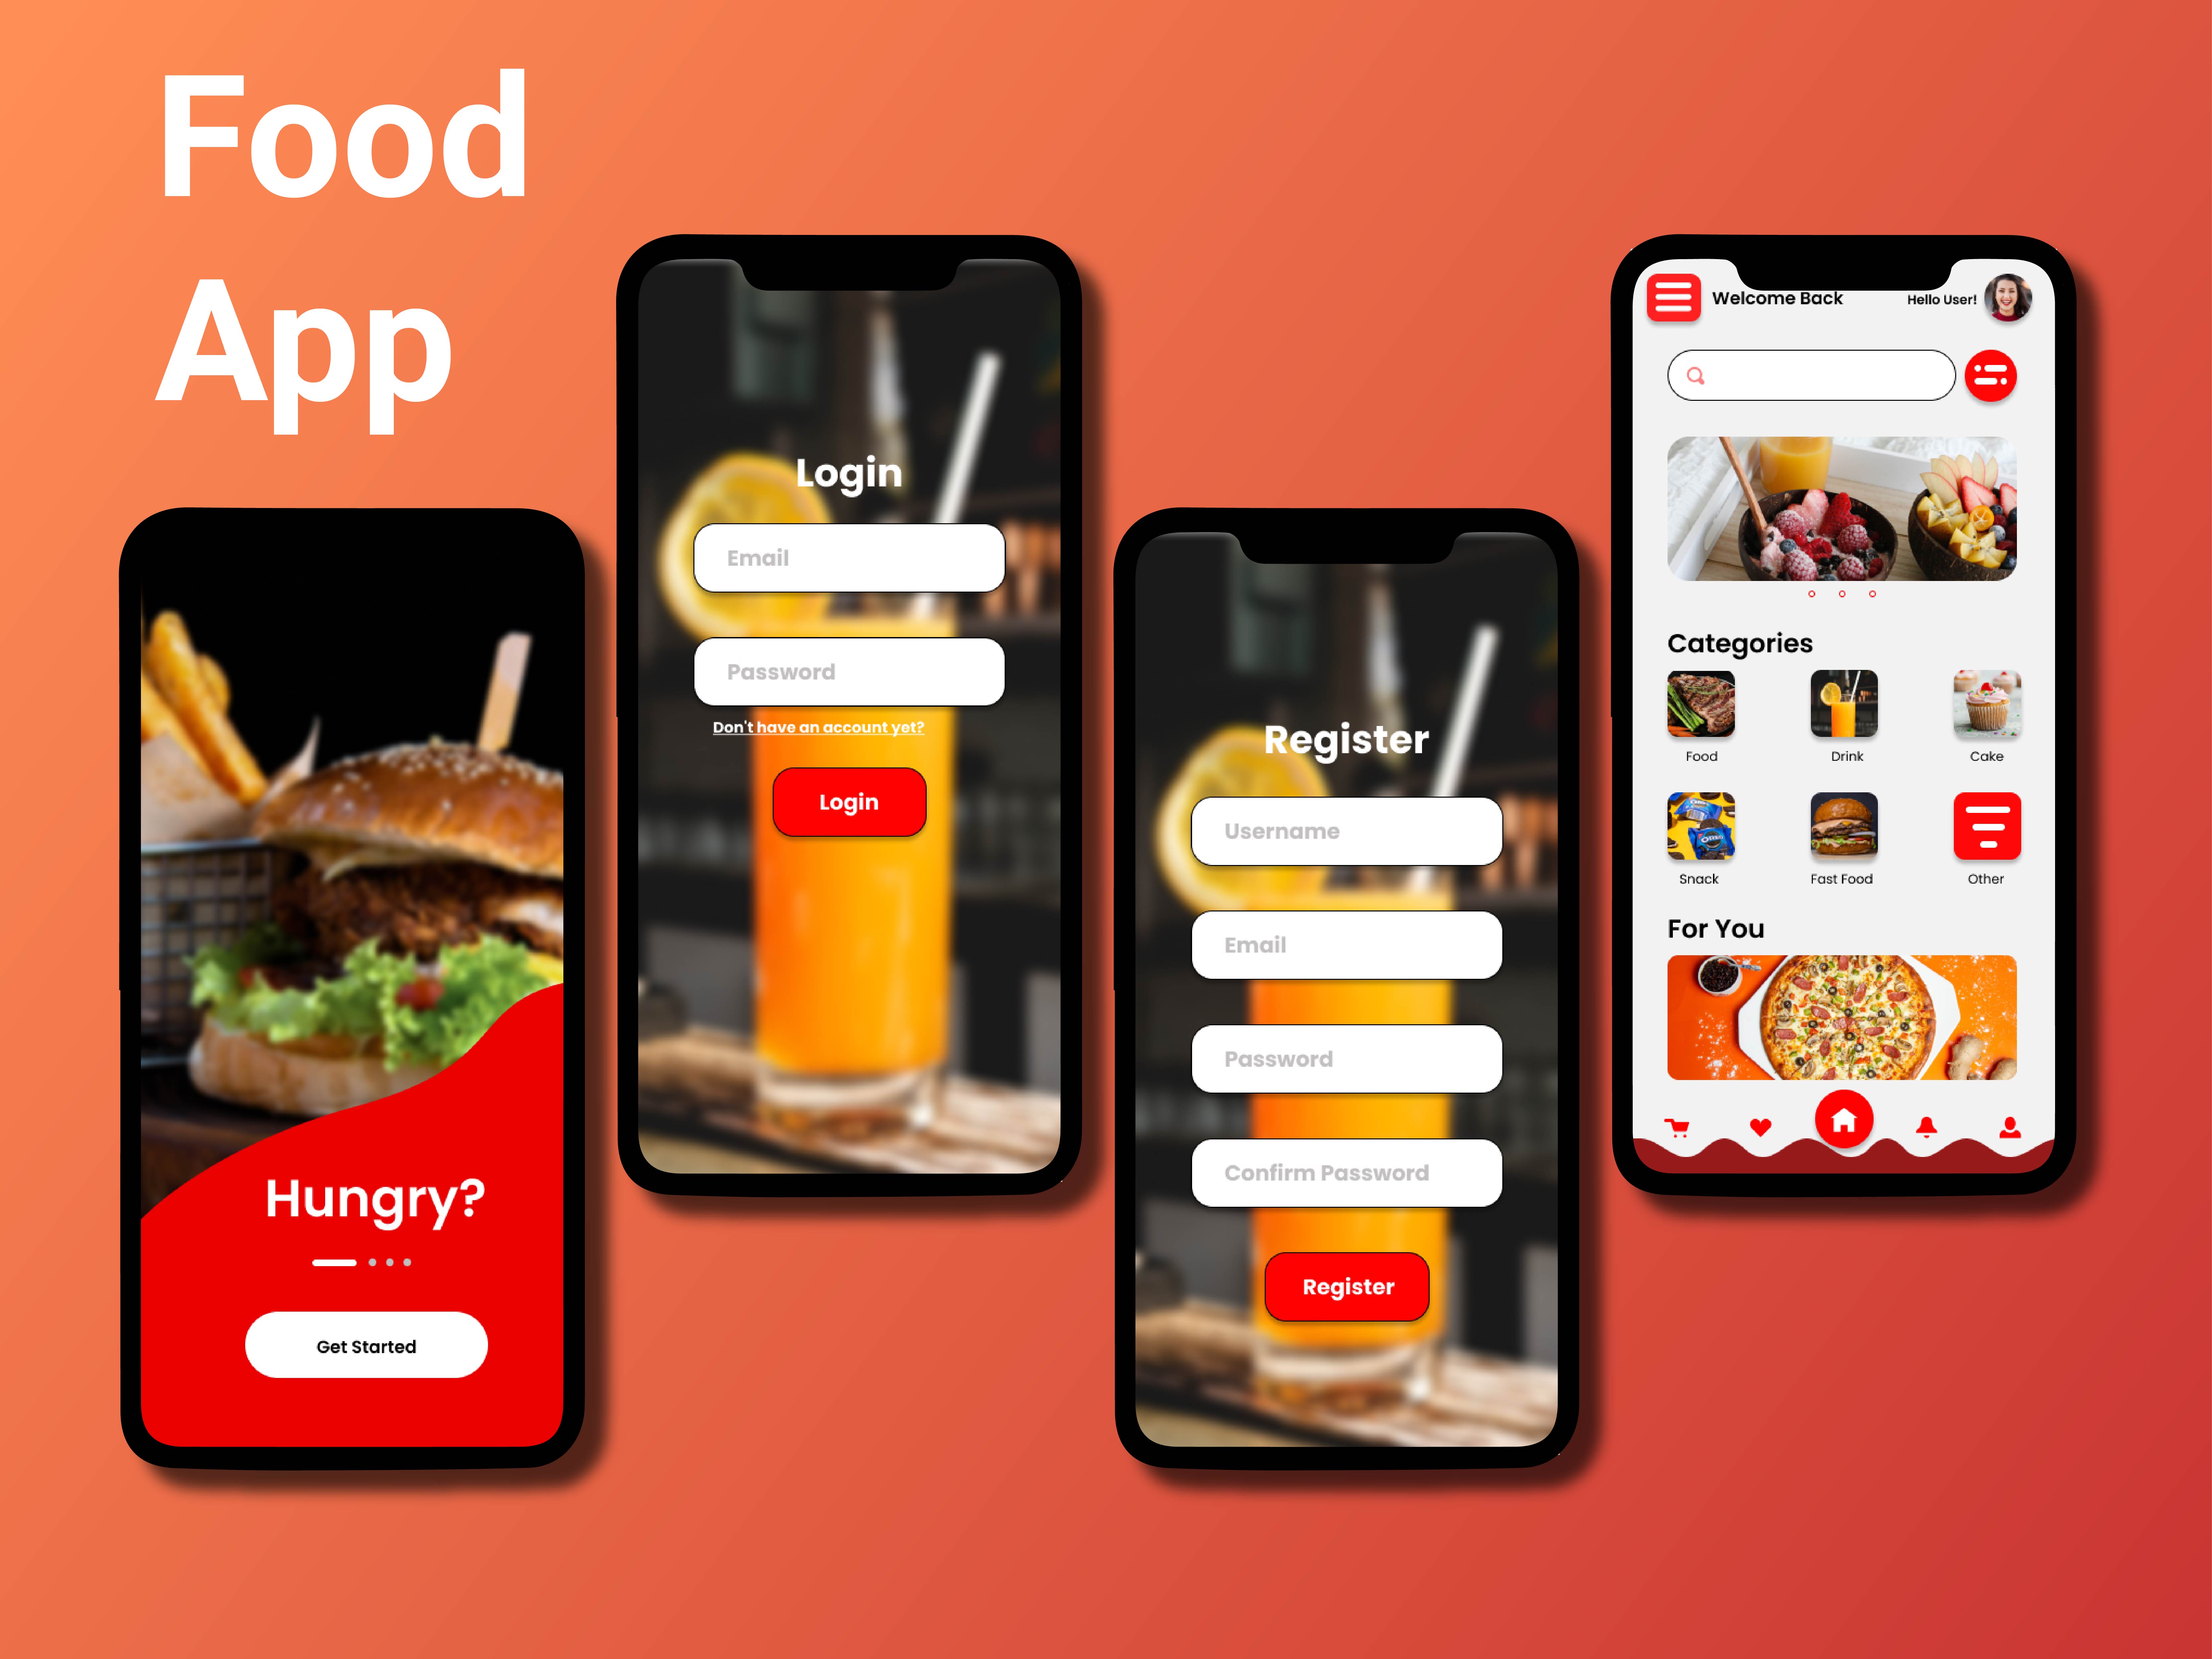 Food
App
Hungry?
Get Started
Login
Email
Password
Don't have an account yet?
Login
Register
Username
Email
Password
Confirm Password
Register
Welcome Back
Hello User!
Categories
Food
Drink
Cake
OREO
Snack
Fast Food
Other
For You